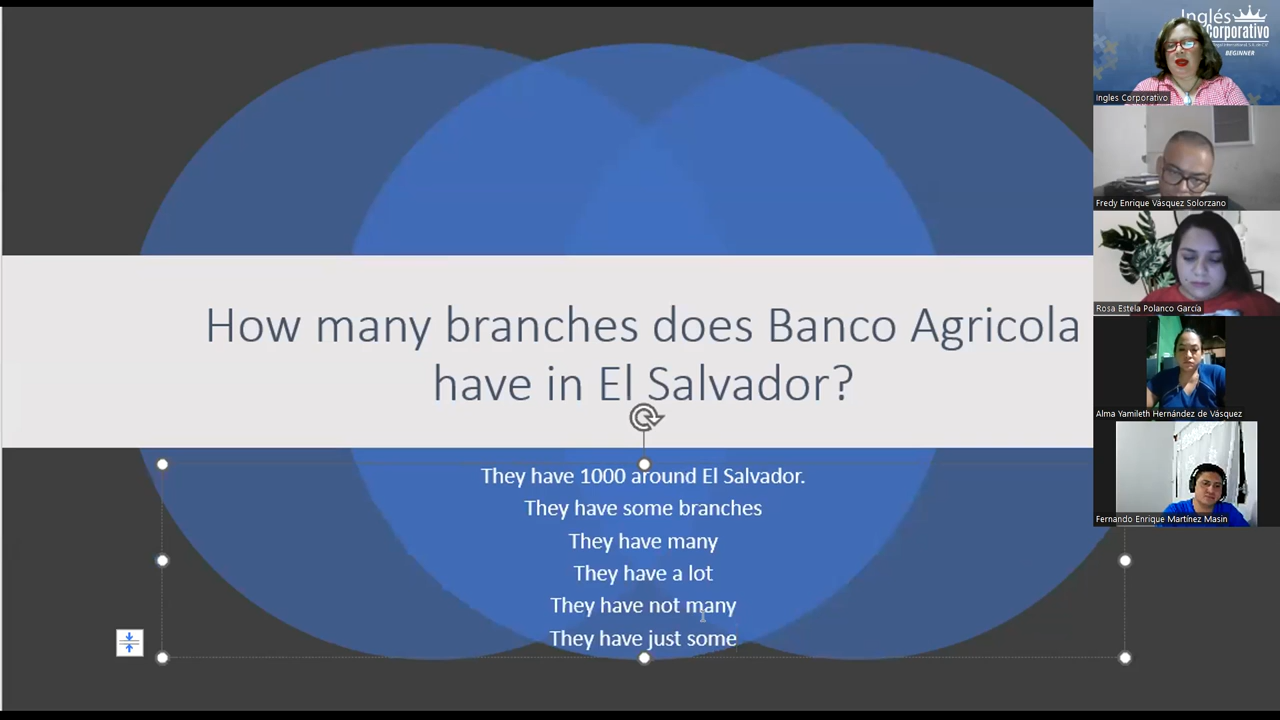 How many branches does Banco Agricola
have in El Salvador?
They have 1000 around El Salvador.
They have some branches
They have many
They have a lot
They have not many
They have just some
Inglés
Corporativo
BEGINNER
Ingles Corporativo
Fredy Enrique Vásquez Solorzano
Rosa Estela Polanco García
Alma Yamileth Hernández de Vásquez
Fernando Enrique Martínez Masin